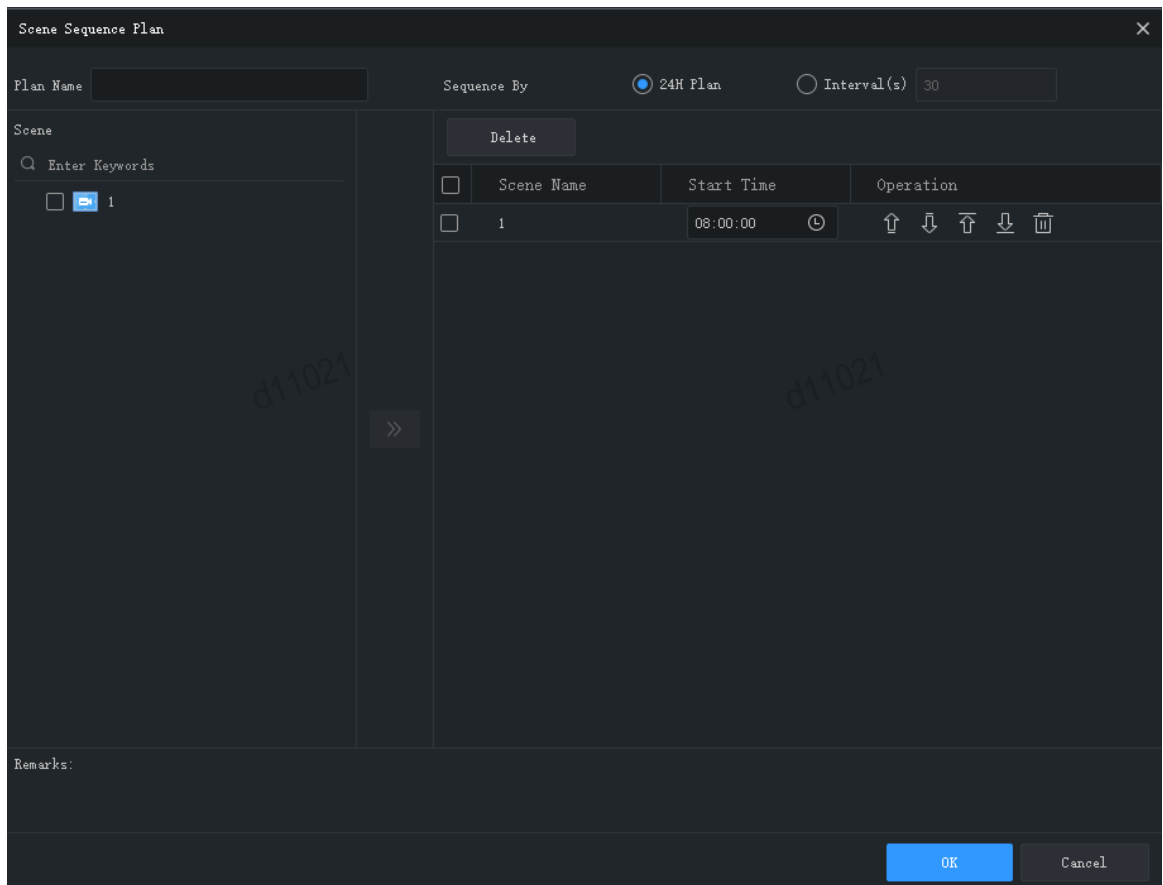 Scene Sequence Plan
Plan Name Sequence By 24H Plan Interval(s) 30
Scene
Delete
Enter Keywords
Scene Name Start Time Operation
1
1 08:00:00
d11021 d11021
Remarks:
OK Cancel